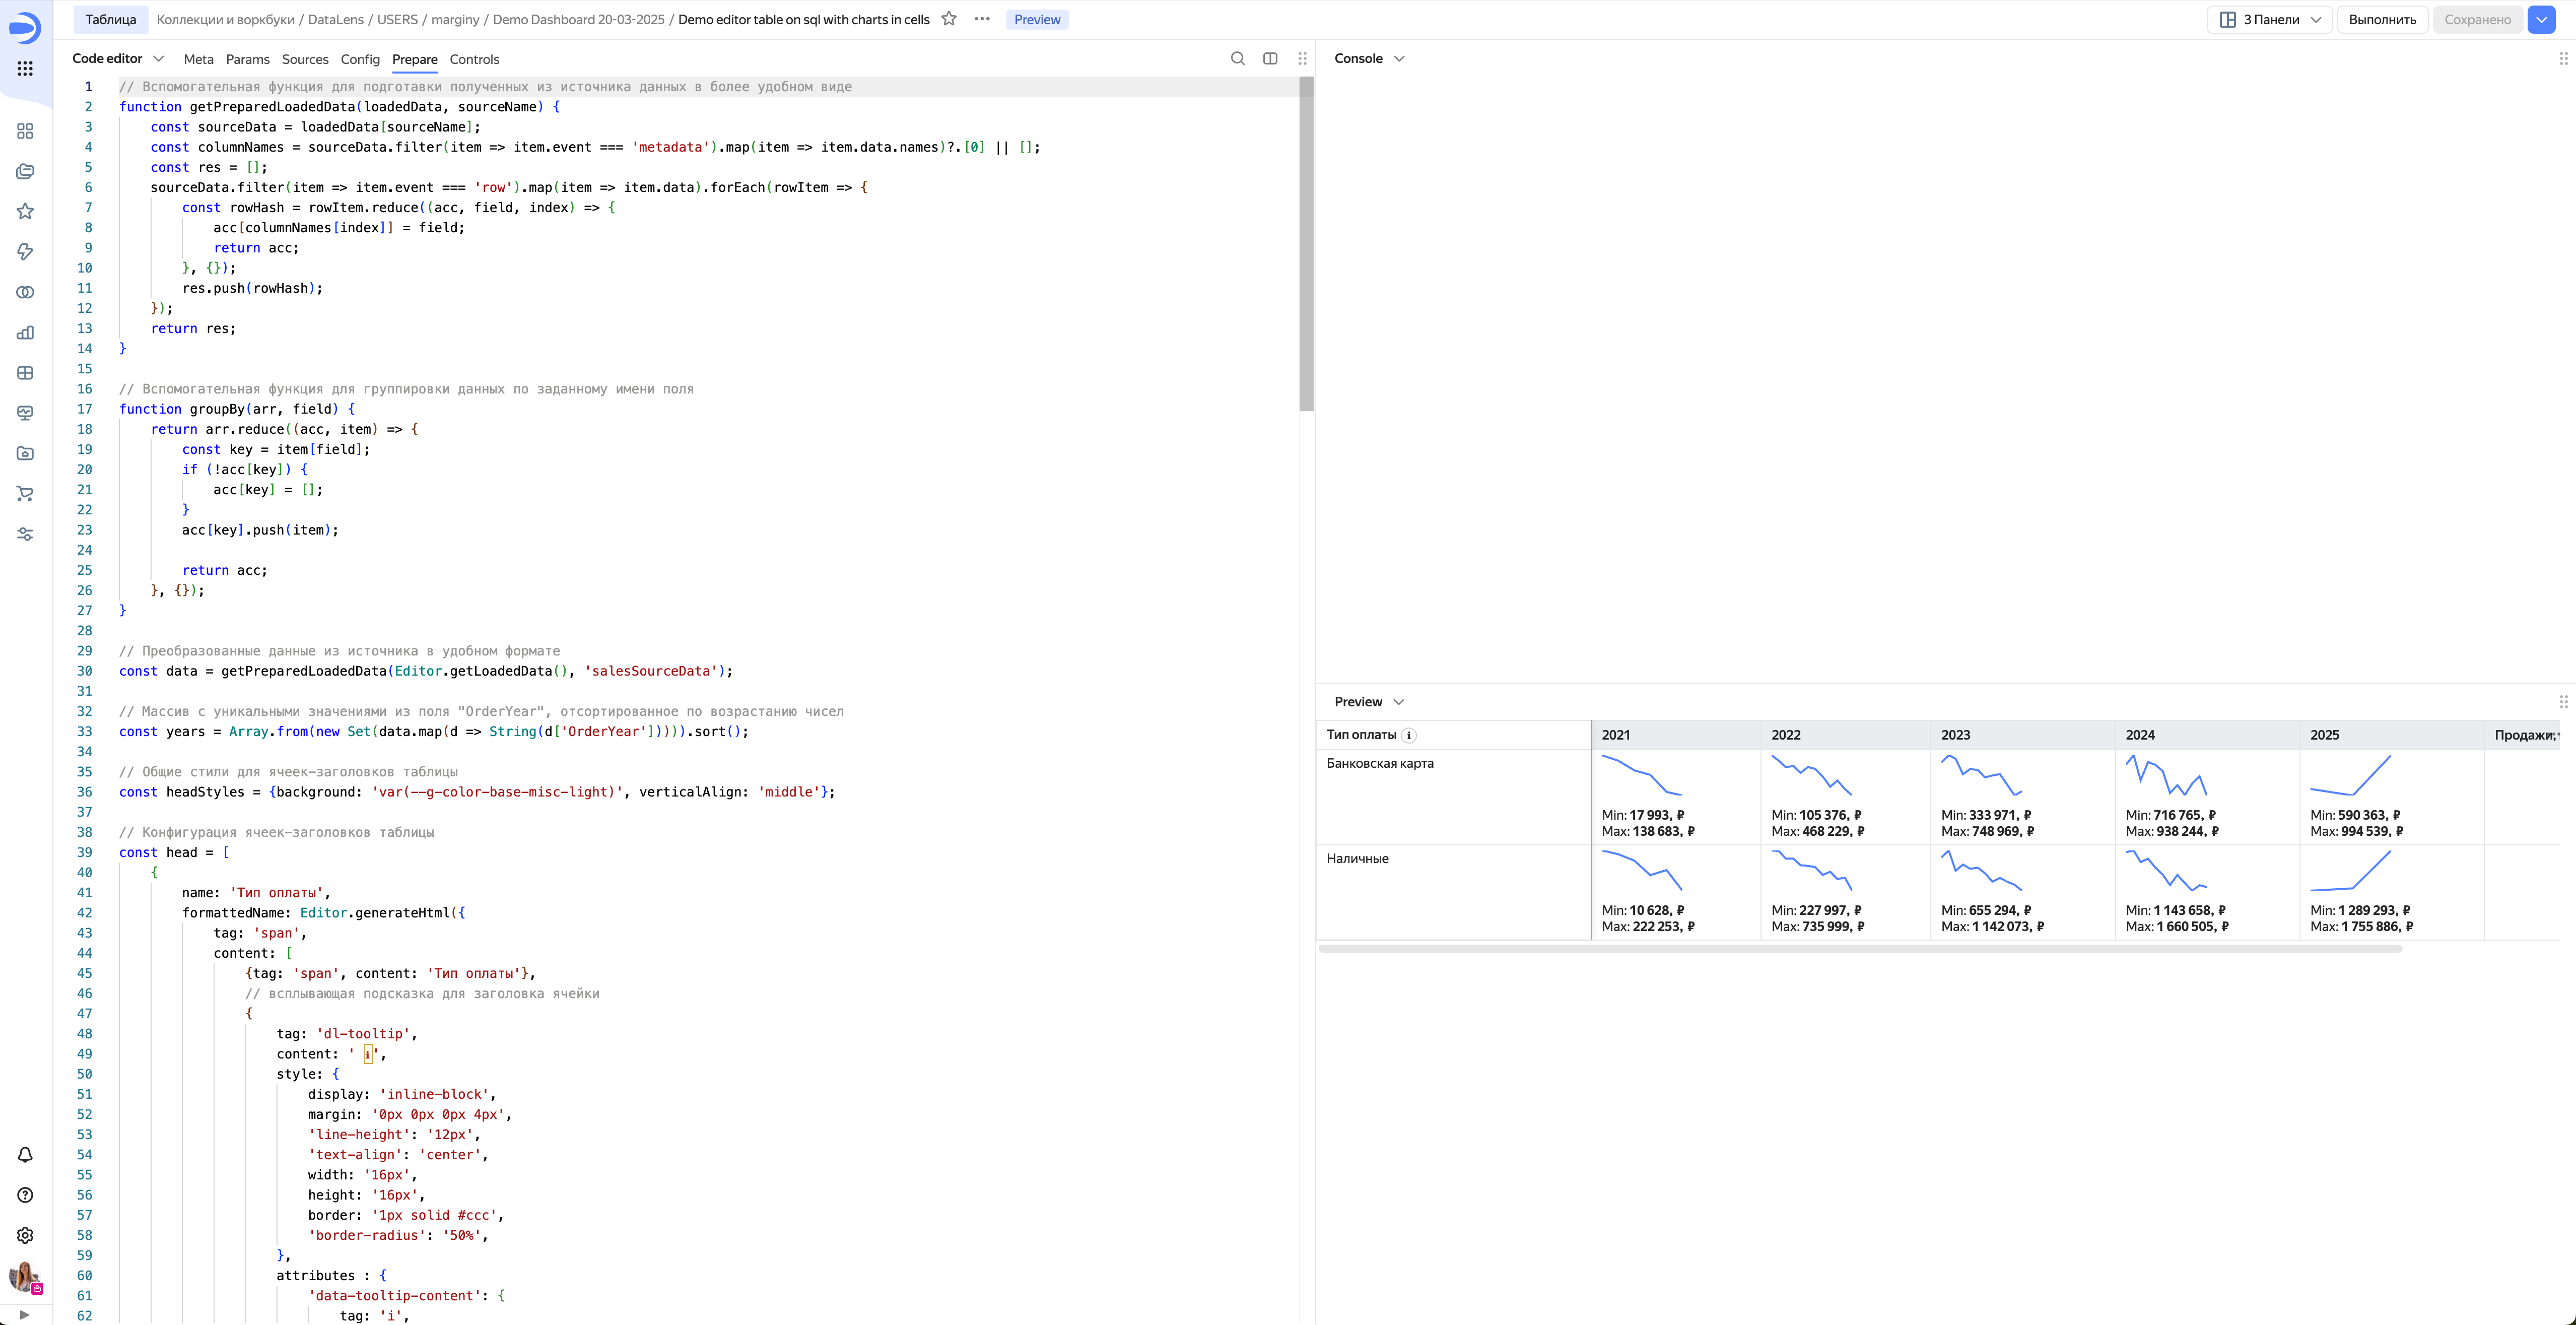 Таблица Коллекции и воркбуки / DataLens / USERS / marginy / Demo Dashboard 20-03-2025 / Demo editor table on sql with charts in cells Preview 3 Панели Выполнить Сохранено
Code editor Meta Params Sources Config Prepare Controls
1 // Вспомогательная функция для подготавки полученных из источника данных в более удобном виде
2 function getPreparedLoadedData(loadedData, sourceName) {
3 const sourceData = loadedData[sourceName];
4 const columnNames = sourceData.filter(item => item.event === 'metadata').map(item => item.data.names)?.[0] || [];
5 const res = [];
6 sourceData.filter(item => item.event === 'row').map(item => item.data).forEach(rowItem => {
7 const rowHash = rowItem.reduce((acc, field, index) => {
8 acc[columnNames[index]] = field;
9 return acc;
10 }, {});
11 res.push(rowHash);
12 });
13 return res;
14 }
15
16 // Вспомогательная функция для группировки данных по заданному имени поля
17 function groupBy(arr, field) {
18 return arr.reduce((acc, item) => {
19 const key = item[field];
20 if (!acc[key]) {
21 acc[key] = [];
22 }
23 acc[key].push(item);
24
25 return acc;
26 }, {});
27 }
28
29 // Преобразованные данные из источника в удобном формате
30 const data = getPreparedLoadedData(Editor.getLoadedData(), 'salesSourceData');
31
32 // Массив с уникальными значениями из поля "OrderYear", отсортированное по возрастанию чисел
33 const years = Array.from(new Set(data.map(d => String(d['OrderYear'])))).sort();
34
35 // Общие стили для ячеек-заголовков таблицы
36 const headStyles = {background: 'var(--g-color-base-misc-light)', verticalAlign: 'middle'};
37
38 // Конфигурация ячеек-заголовков таблицы
39 const head = [
40 {
41 name: 'Тип оплаты',
42 formattedName: Editor.generateHtml({
43 tag: 'span',
44 content: [
45 {tag: 'span', content: 'Тип оплаты'},
46 // всплывающая подсказка для заголовка ячейки
47 {
48 tag: 'dl-tooltip',
49 content: ' ℹ',
50 style: {
51 display: 'inline-block',
52 margin: '0px 0px 0px 4px',
53 'line-height': '12px',
54 'text-align': 'center',
55 width: '16px',
56 height: '16px',
57 border: '1px solid #ccc',
58 'border-radius': '50%',
59 },
60 attributes : {
61 'data-tooltip-content': {
62 tag: 'i',
Console
Preview
Тип оплаты ℹ 2021 2022 2023 2024 2025 Продажи,
Банковская карта
Min: 17 993, ₽ Min: 105 376, ₽ Min: 333 971, ₽ Min: 716 765, ₽ Min: 590 363, ₽
Max: 138 683, ₽ Max: 468 229, ₽ Max: 748 969, ₽ Max: 938 244, ₽ Max: 994 539, ₽
Наличные
Min: 10 628, ₽ Min: 227 997, ₽ Min: 655 294, ₽ Min: 1 143 658, ₽ Min: 1 289 293, ₽
Max: 222 253, ₽ Max: 735 999, ₽ Max: 1 142 073, ₽ Max: 1 660 505, ₽ Max: 1 755 886, ₽